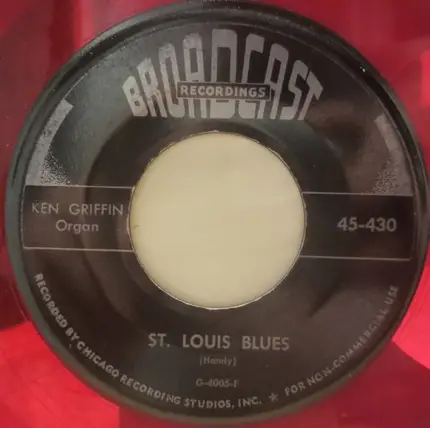 BROADCAST
RECORDINGS
KEN GRIFFIN
Organ
45-430
ST. LOUIS BLUES
(Handy)
G-4005-F
RECORDED BY CHICAGO RECORDING STUDIOS, INC. * FOR NON-COMMERCIAL USE